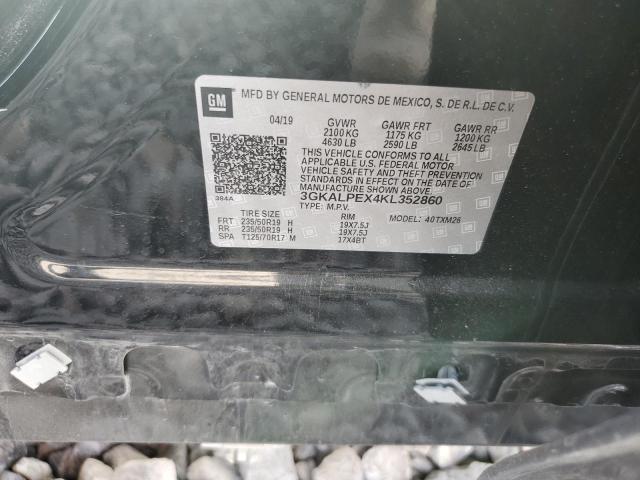 GM MFD BY GENERAL MOTORS DE MEXICO, S. DE R.L. DE C.V.
04/19 GVWR GAWR FRT GAWR RR
2100 KG 1175 KG 1200 KG
4630 LB 2590 LB 2645 LB
THIS VEHICLE CONFORMS TO ALL
APPLICABLE U.S. FEDERAL MOTOR
VEHICLE SAFETY AND THEFT PREVENTION
STANDARDS IN EFFECT ON THE DATE OF
MANUFACTURE SHOWN ABOVE.
384A 3GKALPEX4KL352860
TYPE: M.P.V.
TIRE SIZE RIM MODEL: 40TXM26
FRT 235/50R19 H 19X7.5J
RR 235/50R19 H 19X7.5J
SPA T125/70R17 M 17X4BT